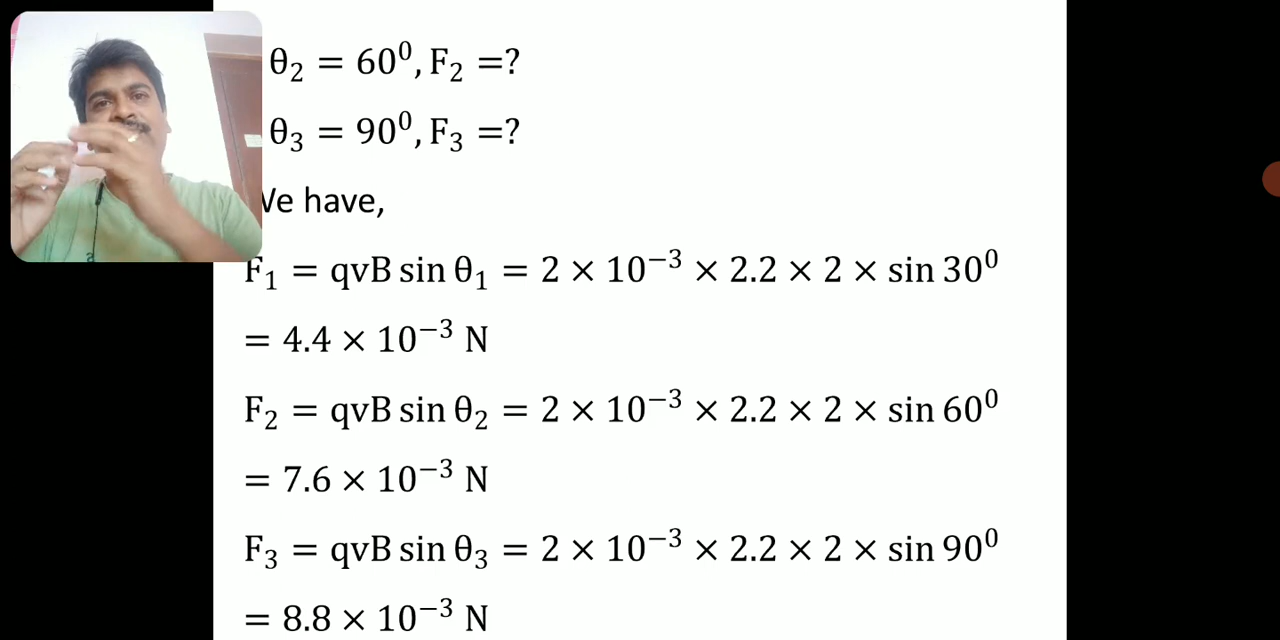 θ₂ = 60⁰, F₂ =?
θ₃ = 90⁰, F₃ =?
We have,
F₁ = qvB sin θ₁ = 2 × 10⁻³ × 2.2 × 2 × sin 30⁰
= 4.4 × 10⁻³ N
F₂ = qvB sin θ₂ = 2 × 10⁻³ × 2.2 × 2 × sin 60⁰
= 7.6 × 10⁻³ N
F₃ = qvB sin θ₃ = 2 × 10⁻³ × 2.2 × 2 × sin 90⁰
= 8.8 × 10⁻³ N